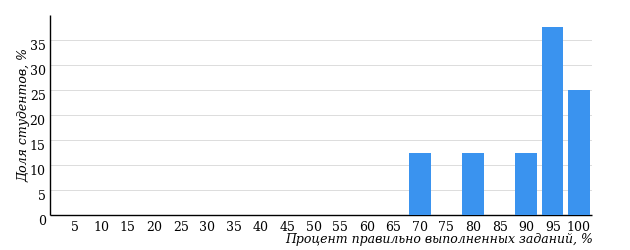 Доля студентов, %
35
30
25
20
15
10
5
0
5 10 15 20 25 30 35 40 45 50 55 60 65 70 75 80 85 90 95 100
Процент правильно выполненных заданий, %